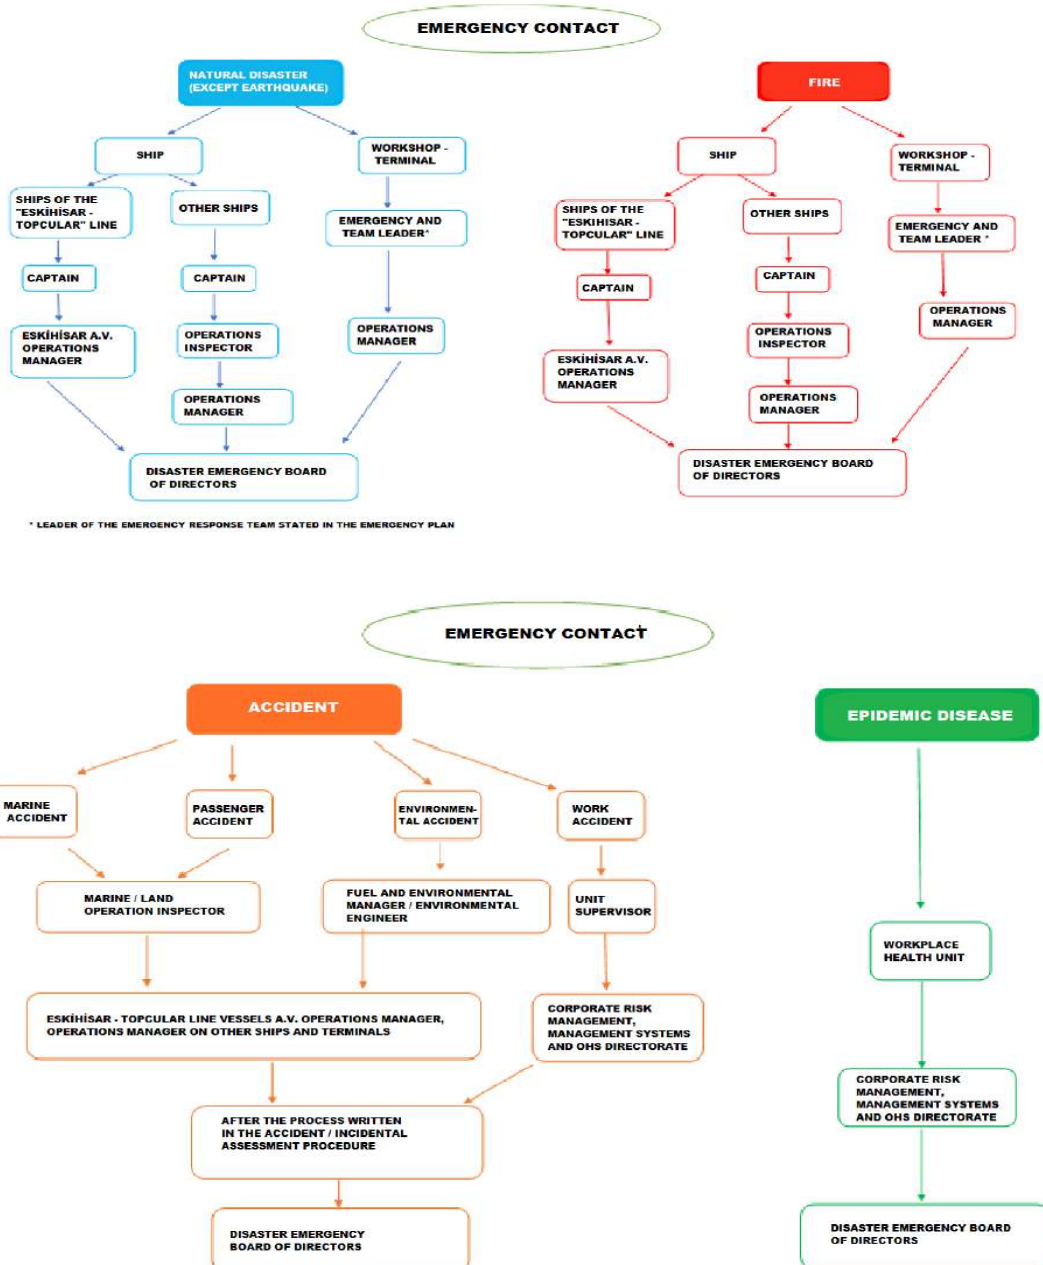 EMERGENCY CONTACT
NATURAL DISASTER
(EXCEPT EARTHQUAKE)
SHIP
WORKSHOP -
TERMINAL
SHIPS OF THE
"ESKİHİSAR -
TOPCULAR" LINE
OTHER SHIPS
EMERGENCY AND
TEAM LEADER*
CAPTAIN
CAPTAIN
ESKİHİSAR A.V.
OPERATIONS
MANAGER
OPERATIONS
INSPECTOR
OPERATIONS
MANAGER
OPERATIONS
MANAGER
DISASTER EMERGENCY BOARD
OF DIRECTORS
* LEADER OF THE EMERGENCY RESPONSE TEAM STATED IN THE EMERGENCY PLAN
FIRE
SHIP
WORKSHOP -
TERMINAL
SHIPS OF THE
"ESKIHISAR -
TOPCULAR" LINE
OTHER SHIPS
EMERGENCY AND
TEAM LEADER *
CAPTAIN
CAPTAIN
OPERATIONS
MANAGER
ESKİHİSAR A.V.
OPERATIONS
MANAGER
OPERATIONS
INSPECTOR
OPERATIONS
MANAGER
DISASTER EMERGENCY BOARD
OF DIRECTORS
EMERGENCY CONTACT
ACCIDENT
MARINE
ACCIDENT
PASSENGER
ACCIDENT
ENVIRONMEN-
TAL ACCIDENT
WORK
ACCIDENT
MARINE / LAND
OPERATION INSPECTOR
FUEL AND ENVIRONMENTAL
MANAGER / ENVIRONMENTAL
ENGINEER
UNIT
SUPERVISOR
ESKİHİSAR - TOPCULAR LINE VESSELS A.V. OPERATIONS MANAGER,
OPERATIONS MANAGER ON OTHER SHIPS AND TERMINALS
CORPORATE RISK
MANAGEMENT,
MANAGEMENT SYSTEMS
AND OHS DIRECTORATE
AFTER THE PROCESS WRITTEN
IN THE ACCIDENT / INCIDENTAL
ASSESSMENT PROCEDURE
DISASTER EMERGENCY
BOARD OF DIRECTORS
EPIDEMIC DISEASE
WORKPLACE
HEALTH UNIT
CORPORATE RISK
MANAGEMENT,
MANAGEMENT SYSTEMS
AND OHS DIRECTORATE
DISASTER EMERGENCY BOARD
OF DIRECTORS